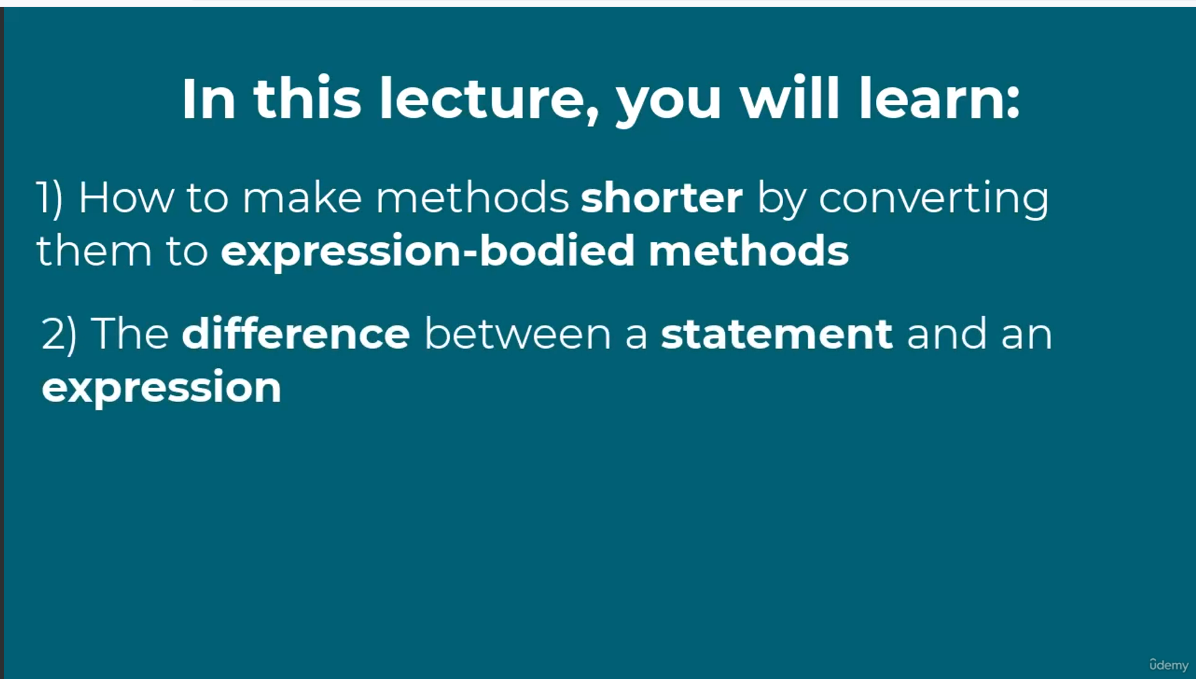 In this lecture, you will learn:
1) How to make methods shorter by converting
them to expression-bodied methods
2) The difference between a statement and an
expression
ûdemy